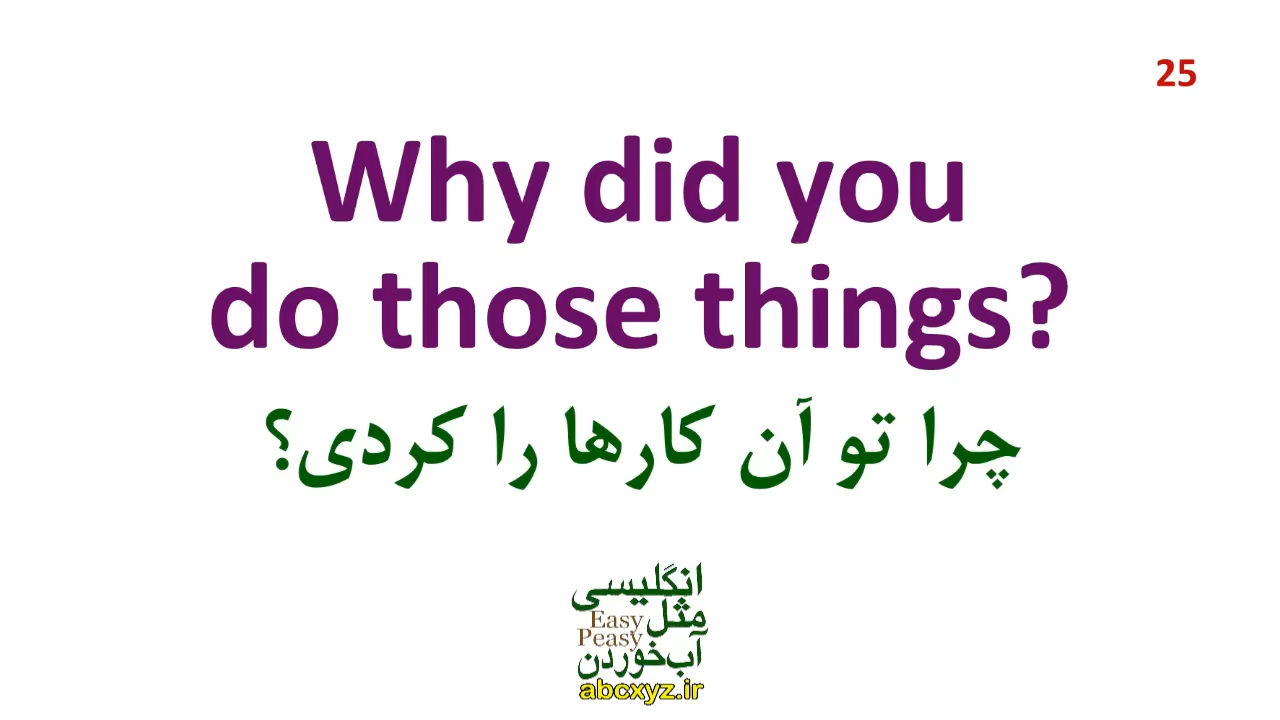 25
Why did you
do those things?
چرا تو آن کارها را کردی؟
انگلیسی
مثل
Easy
Peasy
آب‌خوردن
abcxyz.ir